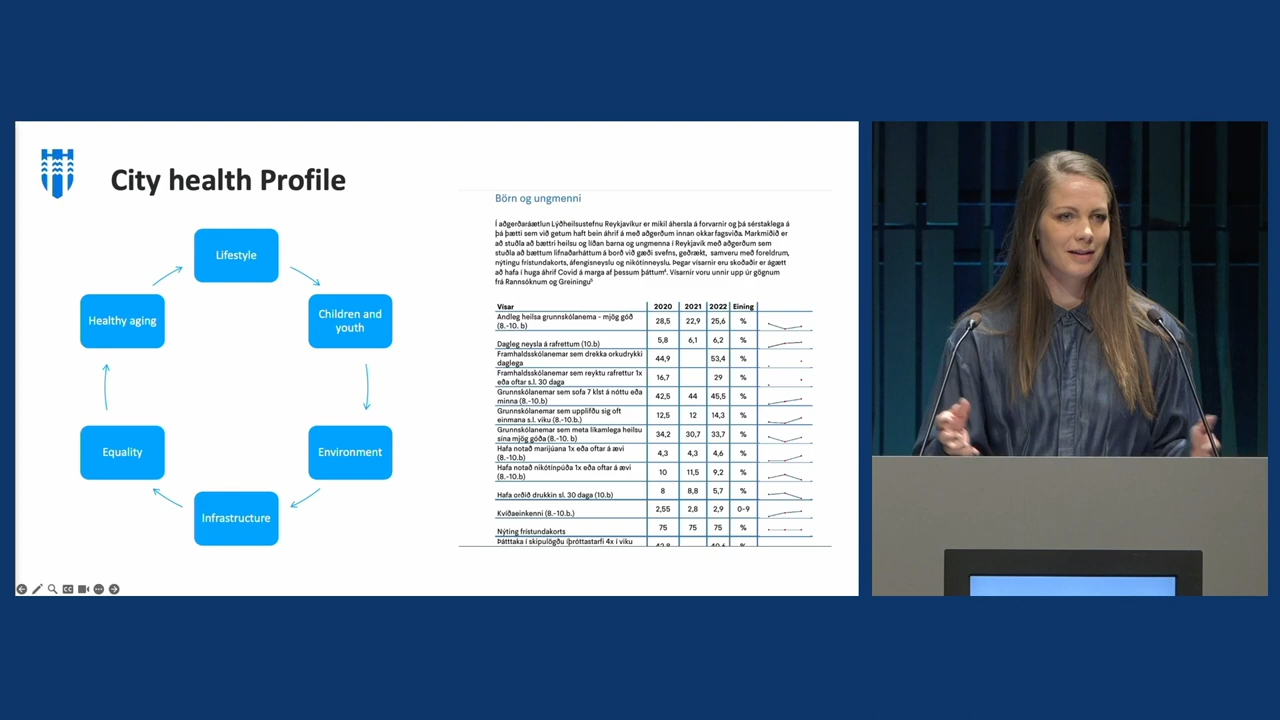 City health Profile
Lifestyle
Children and
youth
Environment
Infrastructure
Equality
Healthy aging
Börn og ungmenni
Í aðgerðaráætlun Lýðheilsustefnu Reykjavíkur er mikil áhersla á forvarnir og þá sérstaklega á
þá þætti sem við getum haft bein áhrif á með aðgerðum innan okkar fagsviða. Markmiðið er
að stuðla að bættri heilsu og líðan barna og ungmenna í Reykjavík með aðgerðum sem
stuðla að bættum lifnaðarháttum á borð við gæði svefns, geðrækt, samveru með foreldrum,
nýtingu frístundakorts, áfengisneyslu og nikótínneyslu. Þegar vísarnir eru skoðaðir er ágætt
að hafa í huga áhrif Covid á marga af þessum þáttum⁴. Vísarnir voru unnin upp úr gögnum
frá Rannsóknum og Greiningu⁵
Vísar 2020 2021 2022 Eining
Andleg heilsa grunnskólanema - mjög góð
(8.-10. b) 28,5 22,9 25,6 %
Dagleg neysla á rafrettum (10.b) 5,8 6,1 6,2 %
Framhaldsskólanemar sem drekka orkudrykki
daglega 44,9 53,4 %
Framhaldsskólanemar sem reyktu rafrettur 1x
eða oftar s.l. 30 daga 16,7 29 %
Grunnskólanemar sem sofa 7 klst á nóttu eða
minna (8.-10.b) 42,5 44 45,5 %
Grunnskólanemar sem upplifðu sig oft
einmana s.l. viku (8.-10.b.) 12,5 12 14,3 %
Grunnskólanemar sem meta líkamlega heilsu
sína mjög góða (8.-10. b) 34,2 30,7 33,7 %
Hafa notað marijúana 1x eða oftar á ævi
(8.-10.b) 4,3 4,3 4,6 %
Hafa notað nikótínpúða 1x eða oftar á ævi
(8.-10.b) 10 11,5 9,2 %
Hafa orðið drukkin sl. 30 daga (10.b) 8 8,8 5,7 %
Kvíðaeinkenni (8.-10.b.) 2,55 2,8 2,9 0-9
Nýting frístundakorts 75 75 75 %
Þátttaka í skipulögðu íþróttastarfi 4x í viku